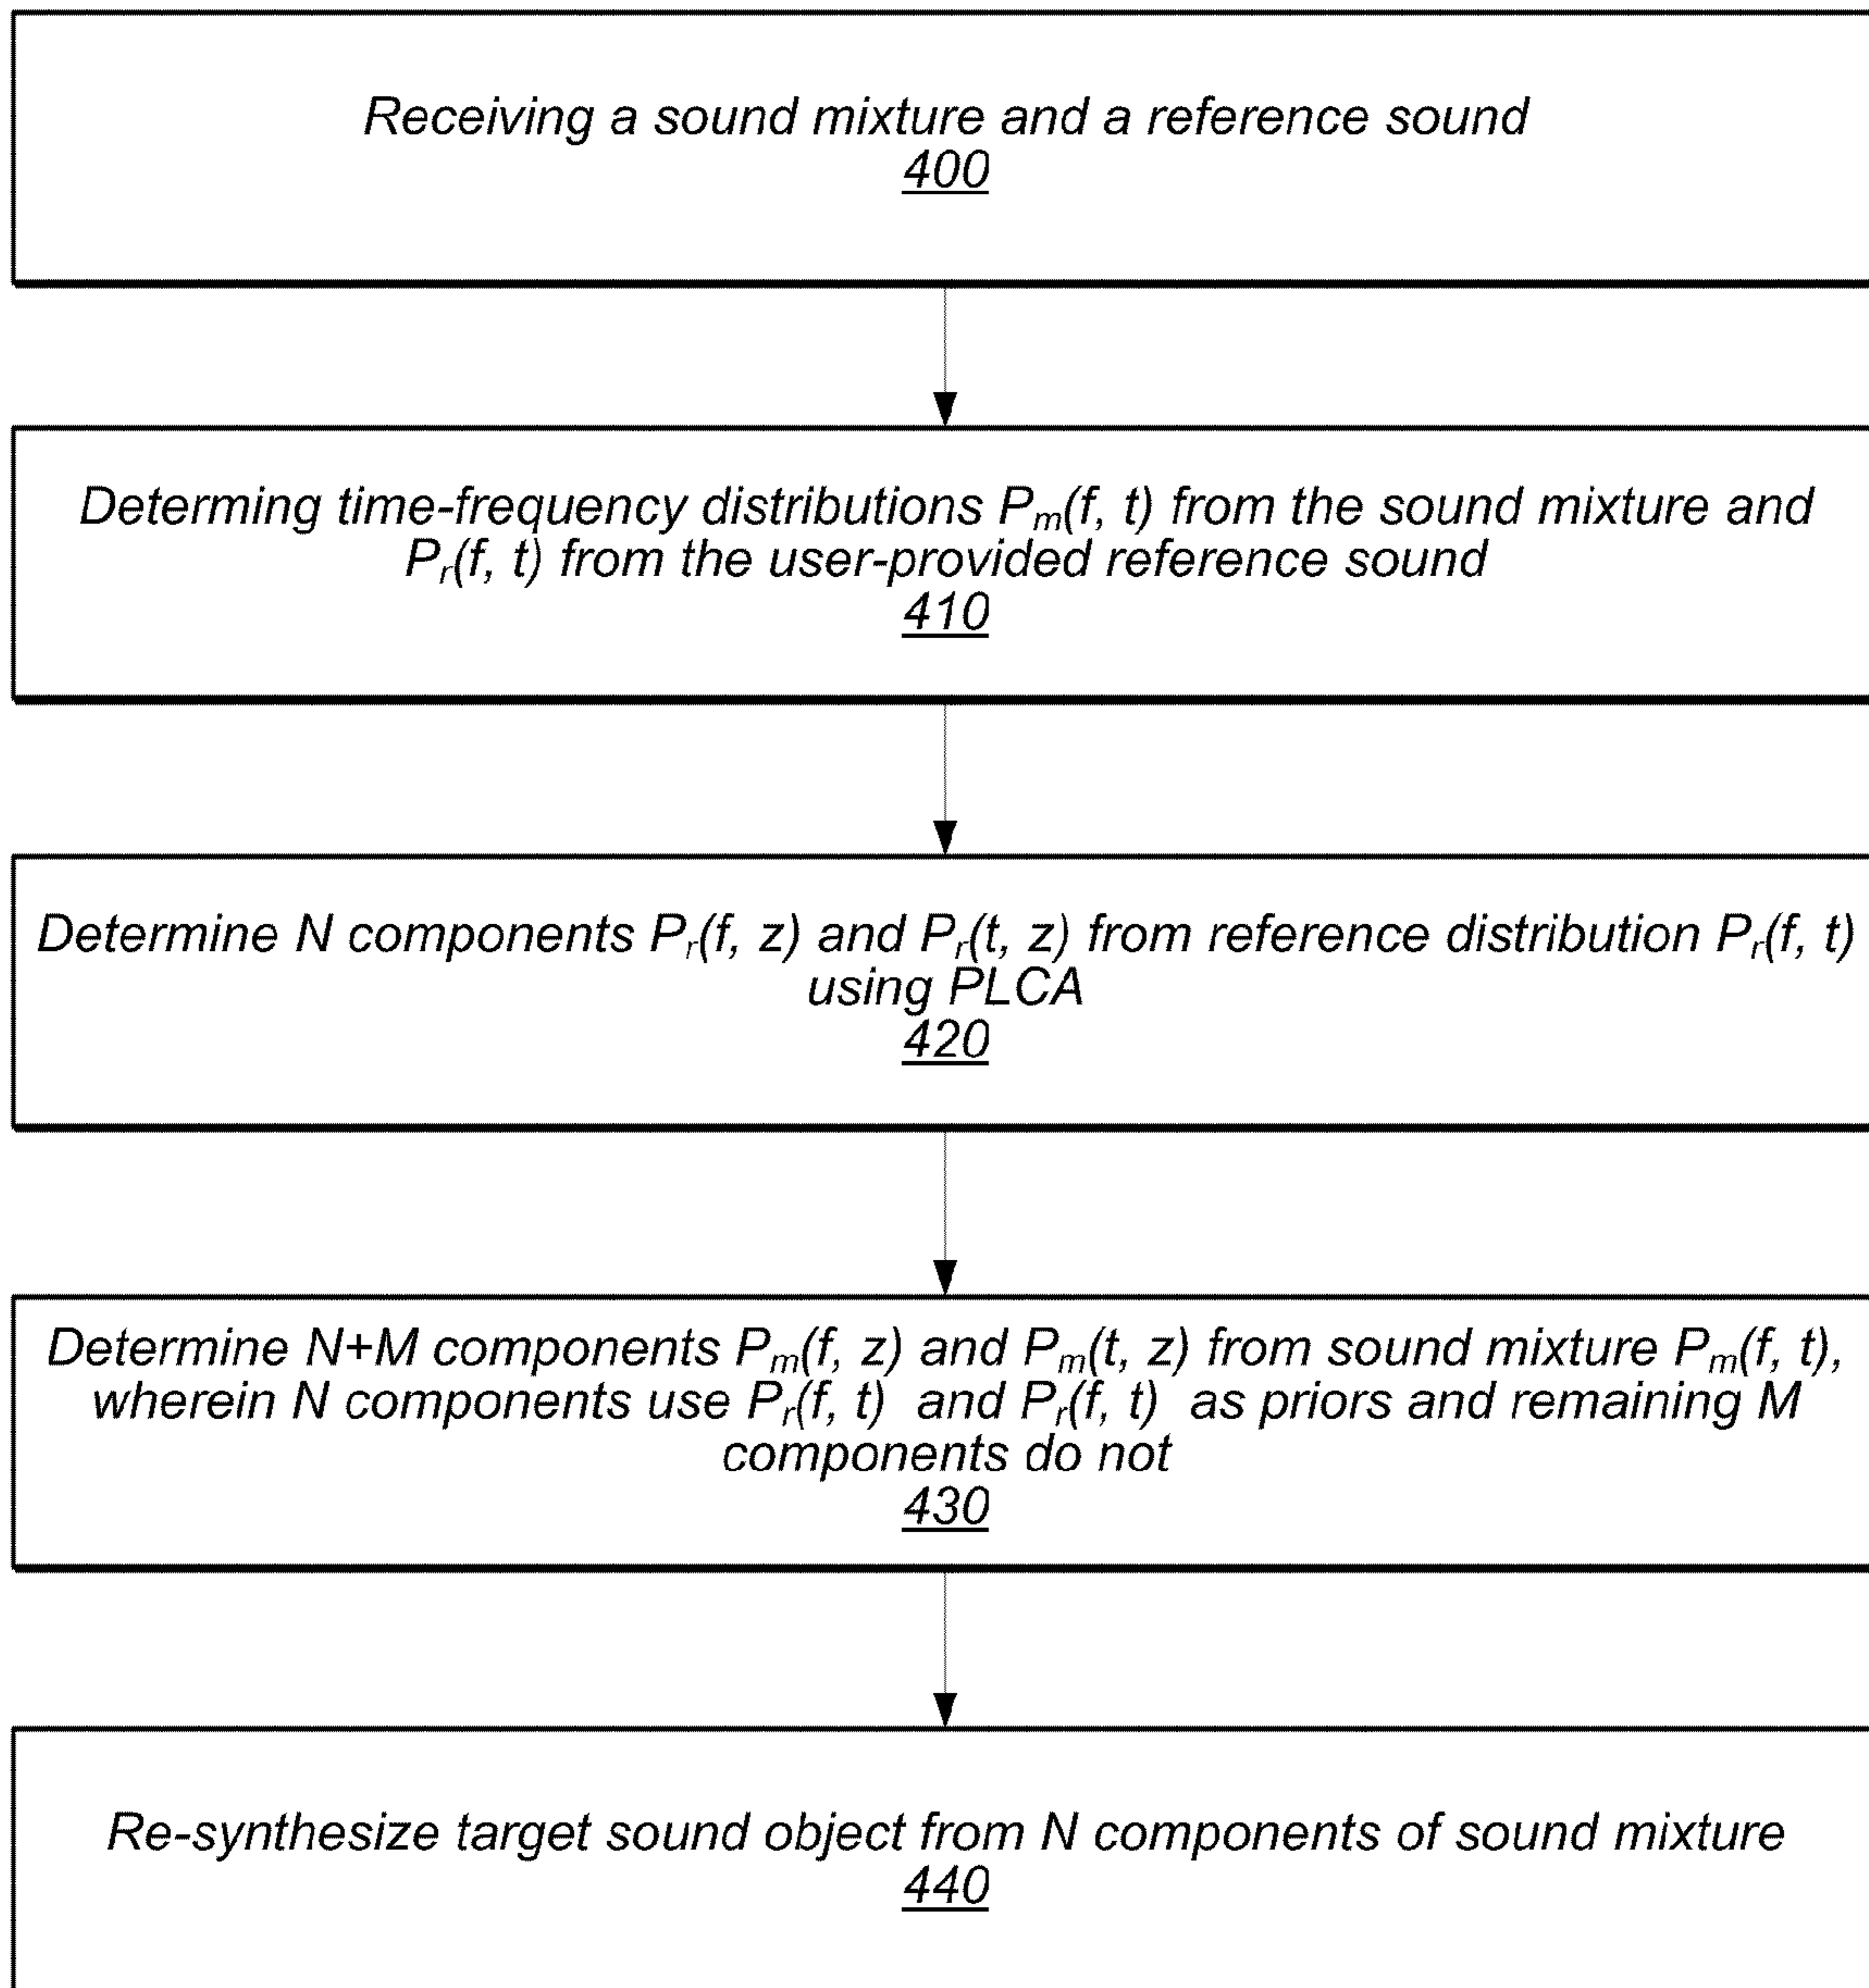 Receiving a sound mixture and a reference sound
400
Determing time-frequency distributions Pm(f, t) from the sound mixture and
Pr(f, t) from the user-provided reference sound
410
Determine N components Pr(f, z) and Pr(t, z) from reference distribution Pr(f, t)
using PLCA
420
Determine N+M components Pm(f, z) and Pm(t, z) from sound mixture Pm(f, t),
wherein N components use Pr(f, t) and Pr(f, t) as priors and remaining M
components do not
430
Re-synthesize target sound object from N components of sound mixture
440